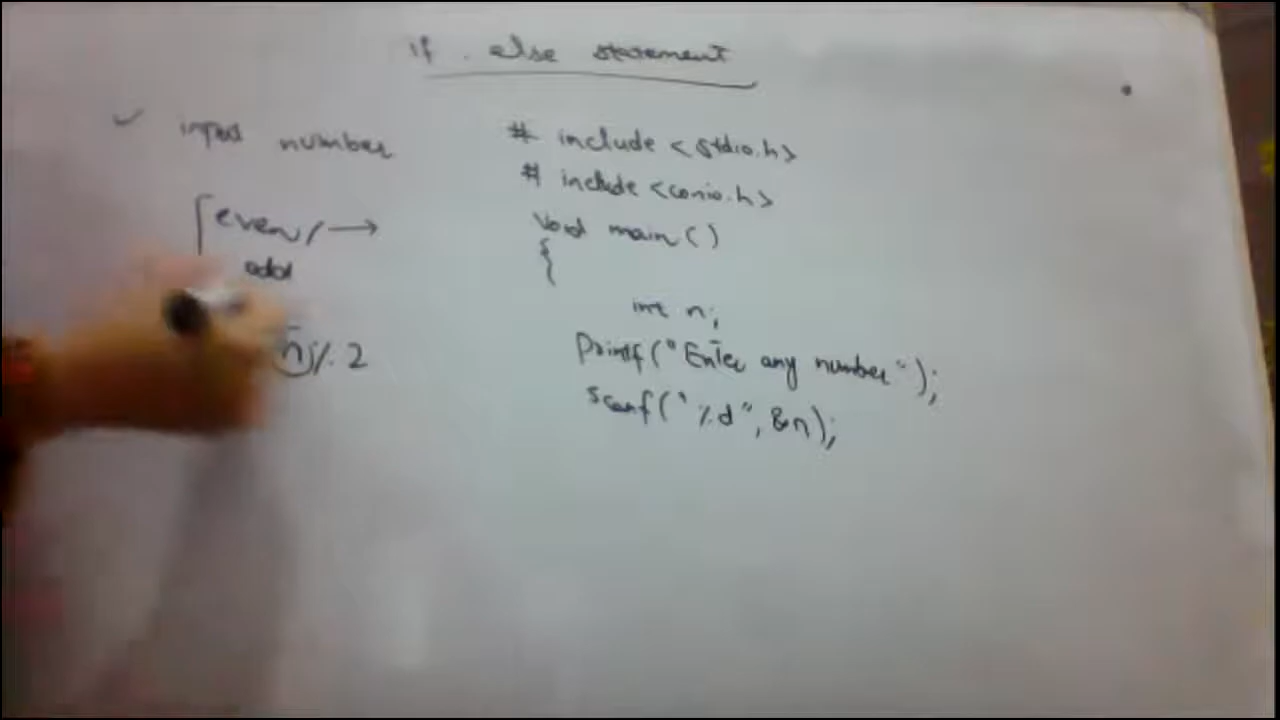 if else statement
input number
even/ →
odd
n % 2
# include <stdio.h>
# include <conio.h>
void main ()
{
int n;
Printf ("Enter any number");
scanf ("%d", &n);